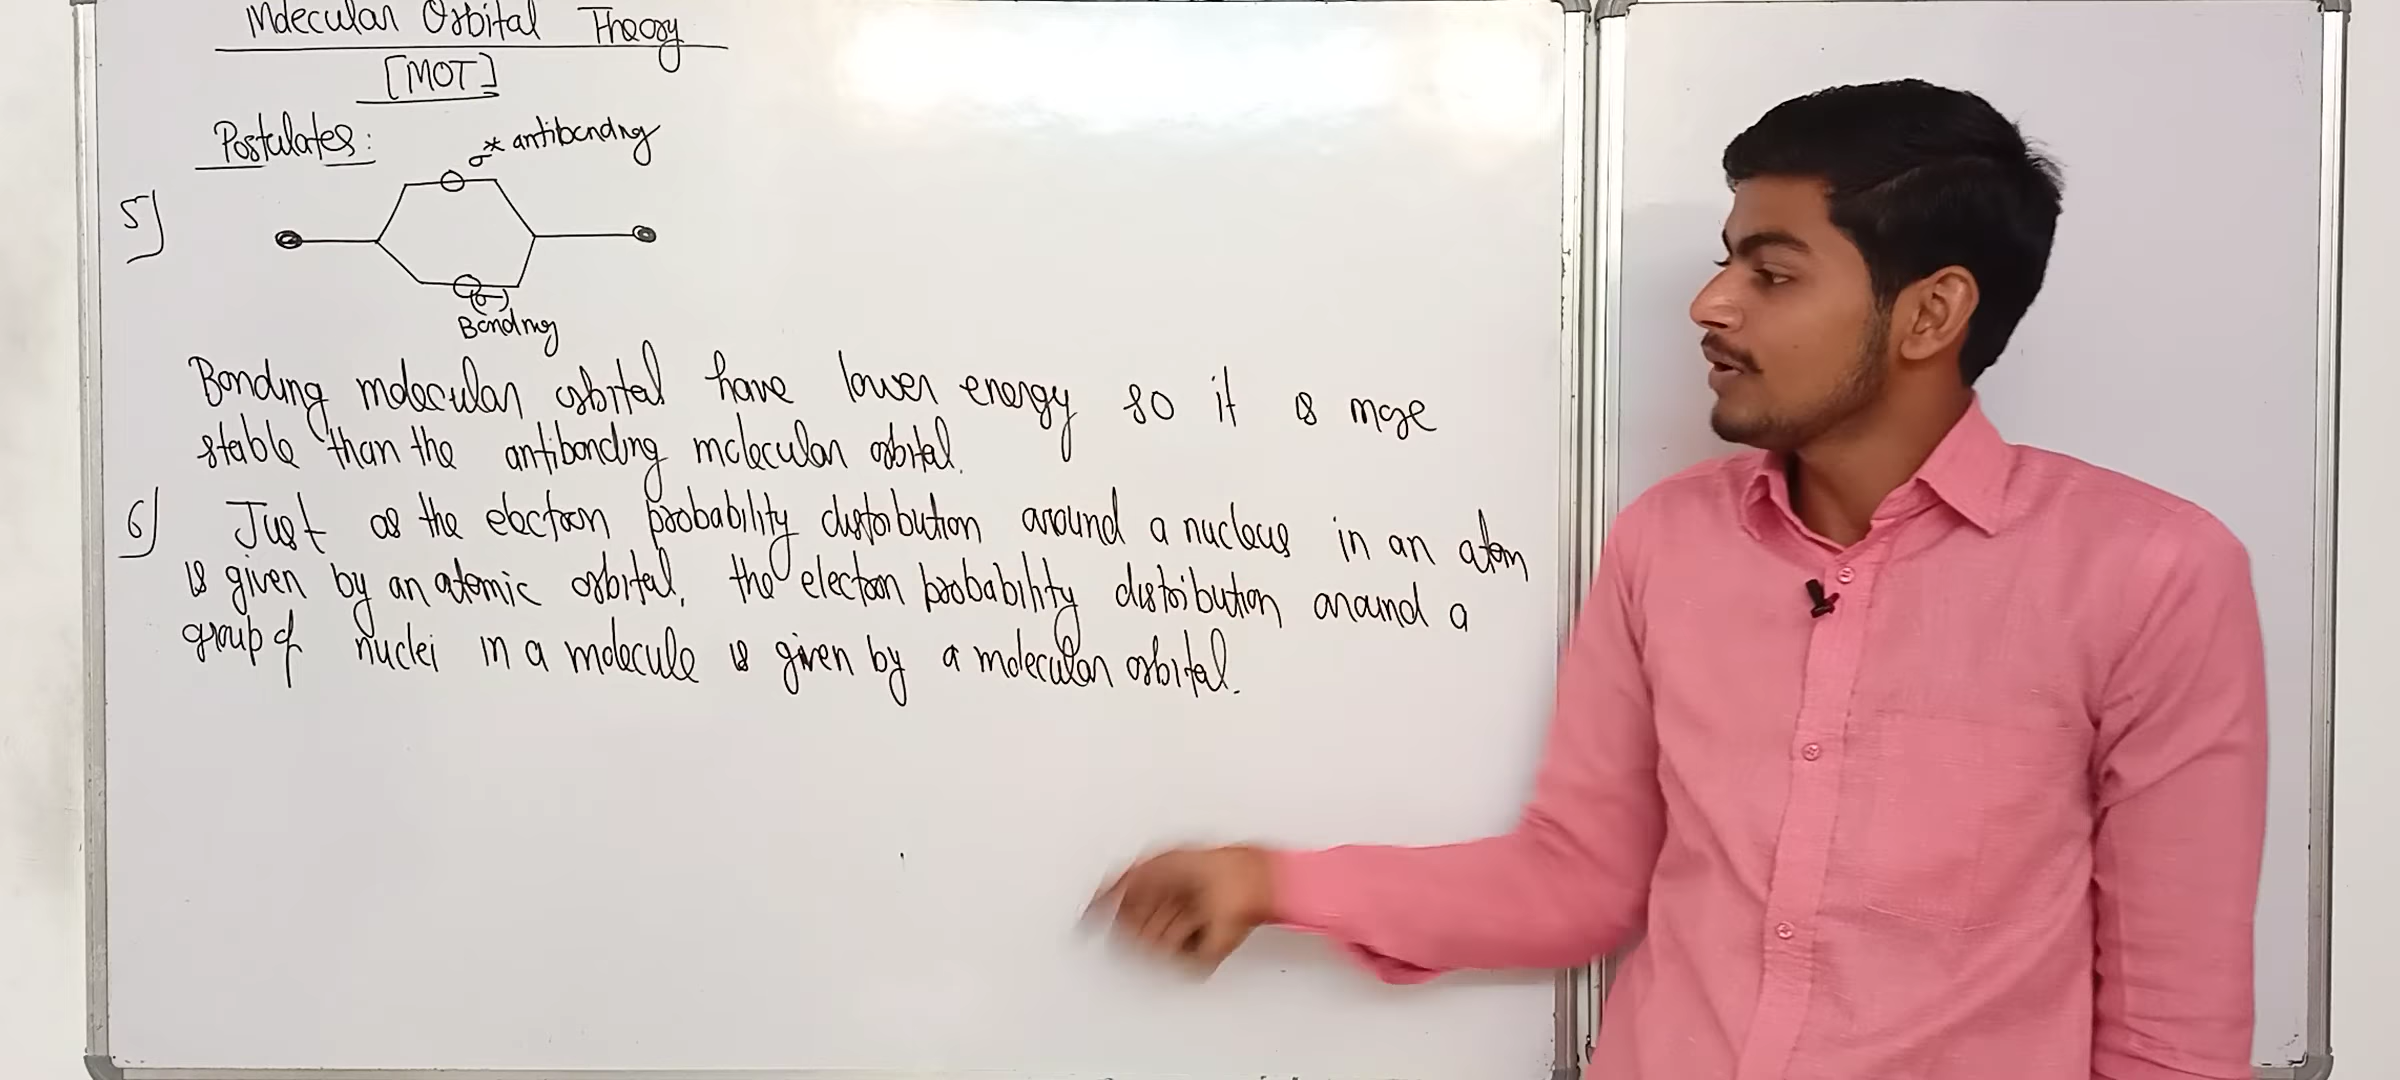 Molecular Orbital Theory
[MOT]
Postulates:
σ* antibonding
5)
(σ)
Bonding
Bonding molecular orbital have lower energy so it is more
stable than the antibonding molecular orbital.
6) Just as the electron probability distribution around a nucleus in an atom
is given by an atomic orbital, the electron probability distribution around a
group of nuclei in a molecule is given by a molecular orbital.